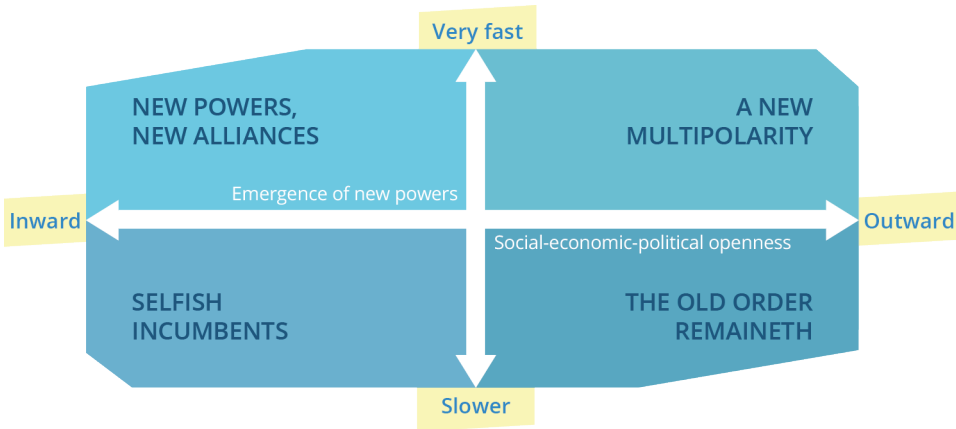 Very fast
NEW POWERS,
NEW ALLIANCES
A NEW
MULTIPOLARITY
Emergence of new powers
Inward
Outward
Social-economic-political openness
SELFISH
INCUMBENTS
THE OLD ORDER
REMAINETH
Slower